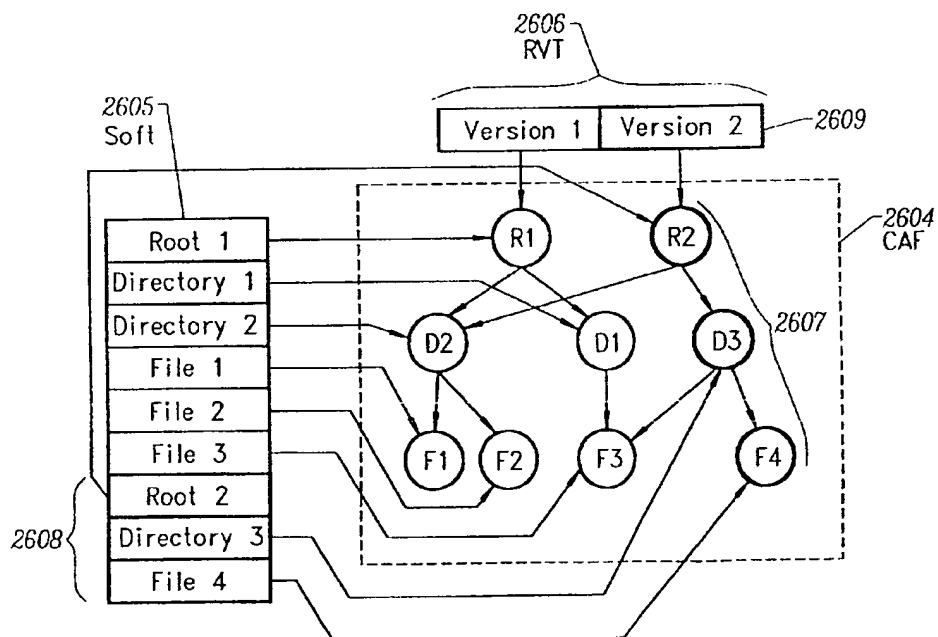 2606
RVT
2605
Soft
Version 1
Version 2
2609
2604
CAF
Root 1
Directory 1
Directory 2
File 1
File 2
File 3
Root 2
Directory 3
File 4
2608
R1
R2
D2
D1
D3
2607
F1
F2
F3
F4